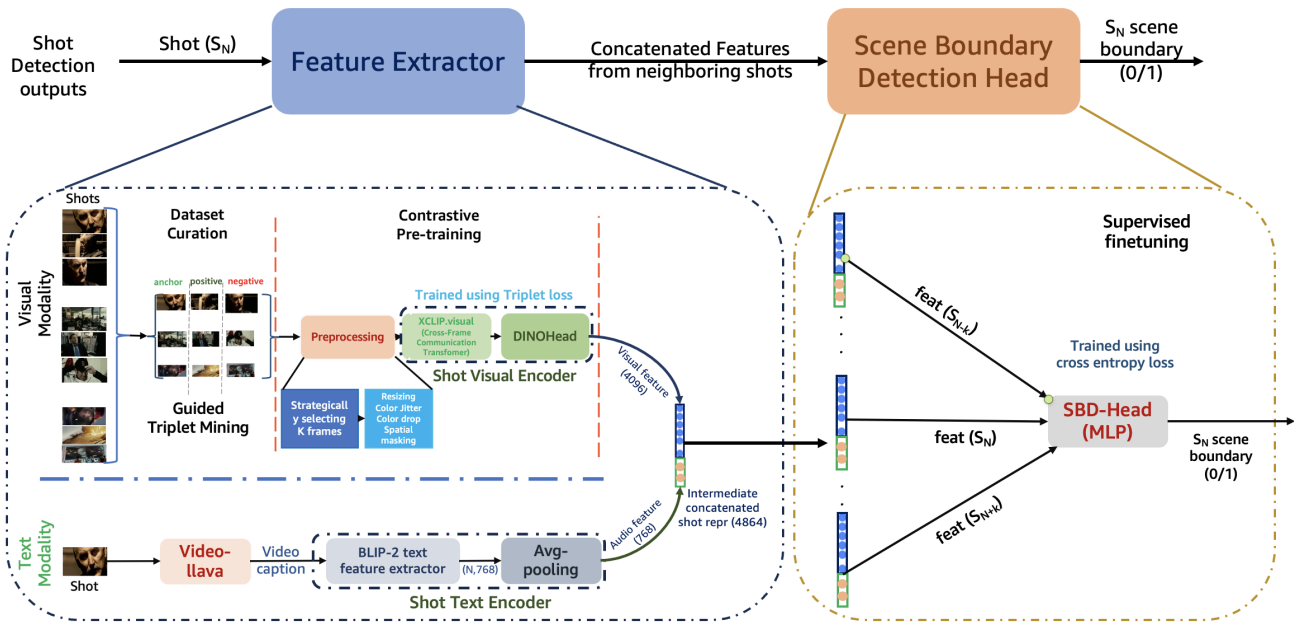 Shot
Detection
outputs
Shot (S_N)
Feature Extractor
Concatenated Features
from neighboring shots
Scene Boundary
Detection Head
S_N scene
boundary
(0/1)
Shots
Visual
Modality
Dataset
Curation
anchor
positive
negative
Guided
Triplet Mining
Contrastive
Pre-training
Trained using Triplet loss
Preprocessing
XCLIP.visual
(Cross-Frame
Communication
Transfomer)
DINOHead
Shot Visual Encoder
Strategicall
y selecting
K frames
Resizing
Color Jitter
Color drop
Spatial
masking
Visual feature
(4096)
Intermediate
concatenated
shot repr (4864)
Audio feature
(768)
Text
Modality
Shot
Video-
llava
Video
caption
BLIP-2 text
feature extractor
(N,768)
Avg-
pooling
Shot Text Encoder
Supervised
finetuning
feat (S_N-k)
feat (S_N)
feat (S_N+k)
Trained using
cross entropy loss
SBD-Head
(MLP)
S_N scene
boundary
(0/1)